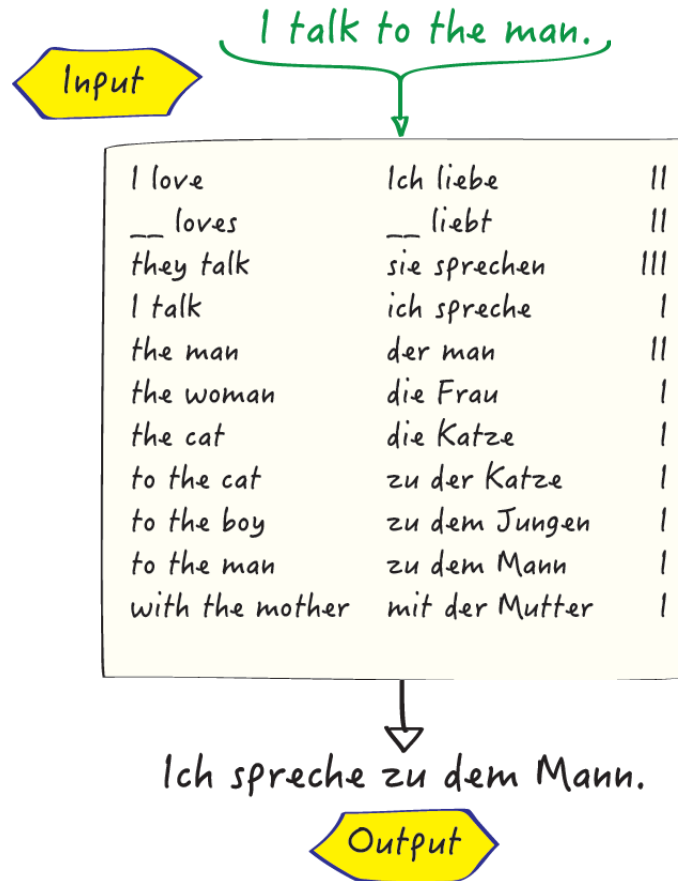 I talk to the man.
Input
I love Ich liebe II
__ loves __ liebt II
they talk sie sprechen III
I talk ich spreche I
the man der man II
the woman die Frau I
the cat die Katze I
to the cat zu der Katze I
to the boy zu dem Jungen I
to the man zu dem Mann I
with the mother mit der Mutter I
Ich spreche zu dem Mann.
Output